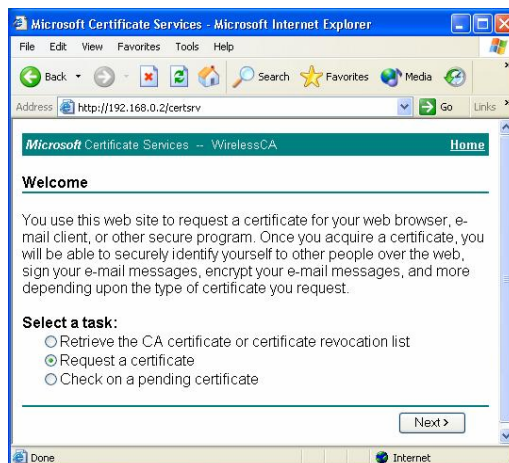 Microsoft Certificate Services - Microsoft Internet Explorer
File Edit View Favorites Tools Help
Back Search Favorites Media
Address http://192.168.0.2/certsrv Go Links »
Microsoft Certificate Services -- WirelessCA Home
Welcome
You use this web site to request a certificate for your web browser, e-
mail client, or other secure program. Once you acquire a certificate, you
will be able to securely identify yourself to other people over the web,
sign your e-mail messages, encrypt your e-mail messages, and more
depending upon the type of certificate you request.
Select a task:
Retrieve the CA certificate or certificate revocation list
Request a certificate
Check on a pending certificate
Next >
Done Internet